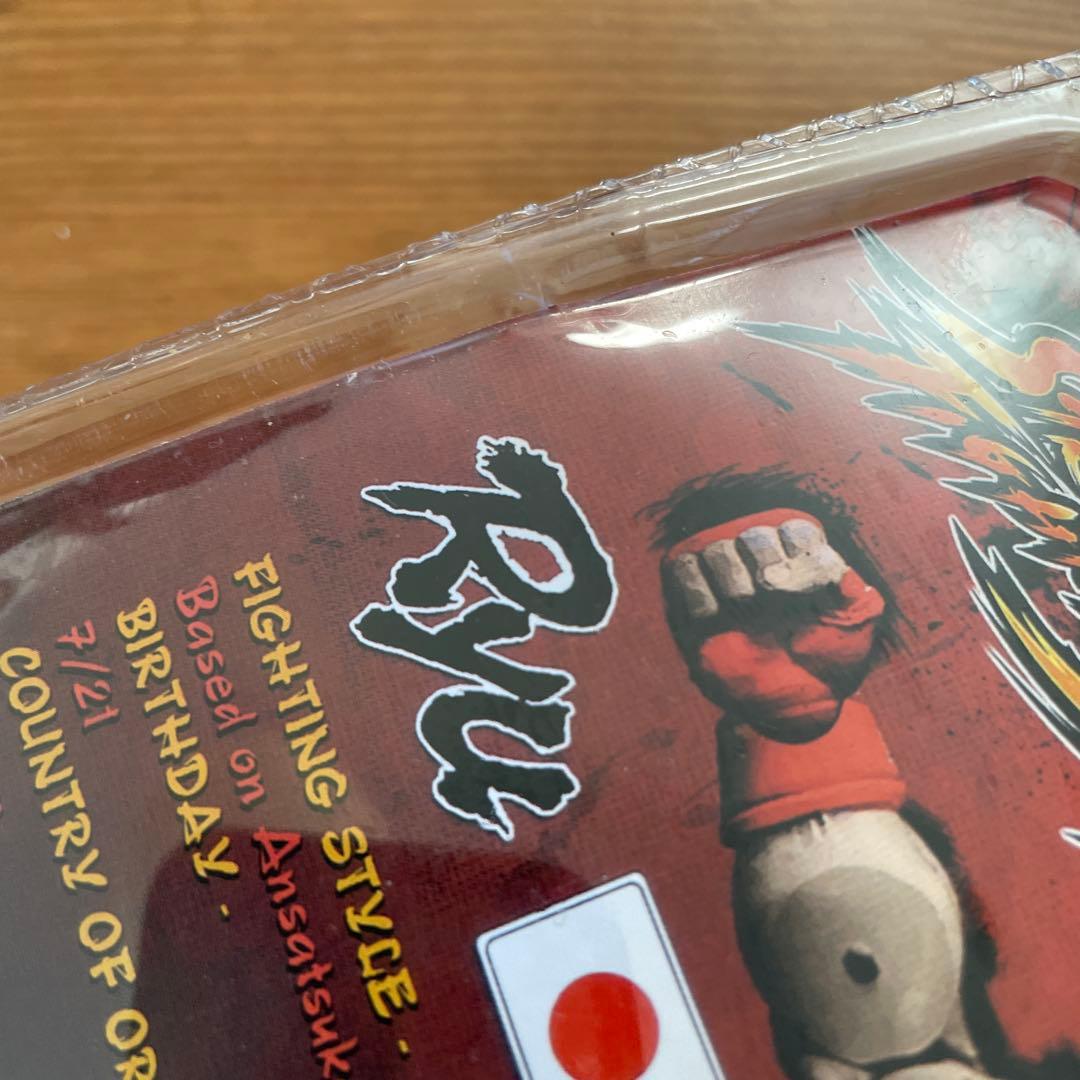 Ryu
FIGHTING STYLE -
Based on Ansatsuk
BIRTHDAY -
7/21
COUNTRY OF OR